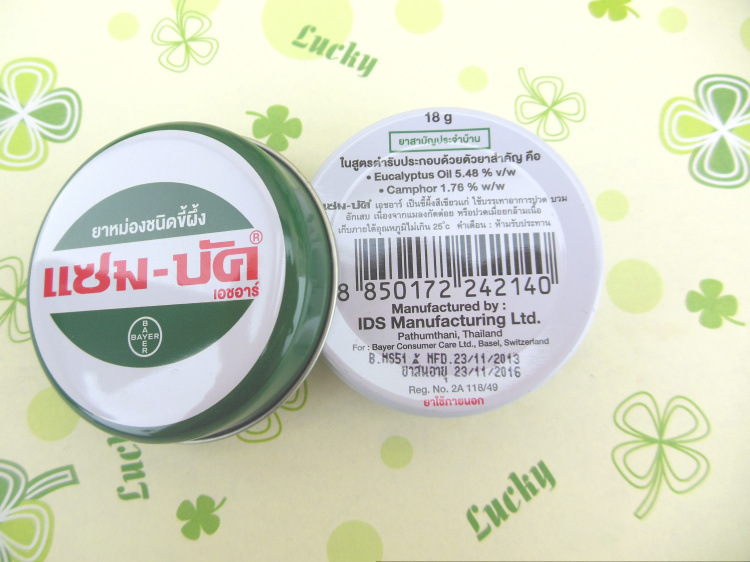 Lucky
ยาหม่องชนิดขี้ผึ้ง
แซม-บัค®
เอชอาร์
BAYER
BAYER
18 g
ยาสามัญประจำบ้าน
ในสูตรตำรับประกอบด้วยตัวยาสำคัญ คือ
• Eucalyptus Oil 5.48 % v/w
• Camphor 1.76 % w/w
แซม-บัค เอชอาร์ เป็นขี้ผึ้งสีเขียวแก่ ใช้บรรเทาอาการปวด บวม
อักเสบ เนื่องจากแมลงกัดต่อย หรือปวดเมื่อยกล้ามเนื้อ
เก็บภายใต้อุณหภูมิไม่เกิน 25°c คำเตือน : ห้ามรับประทาน
8 850172 242140
Manufactured by :
IDS Manufacturing Ltd.
Pathumthani, Thailand
For : Bayer Consumer Care Ltd., Basel, Switzerland
MFD.23/11/2013
ยาสิ้นอายุ 23/11/2016
Reg. No. 2A 118/49
ยาใช้ภายนอก
Lucky
Lucky